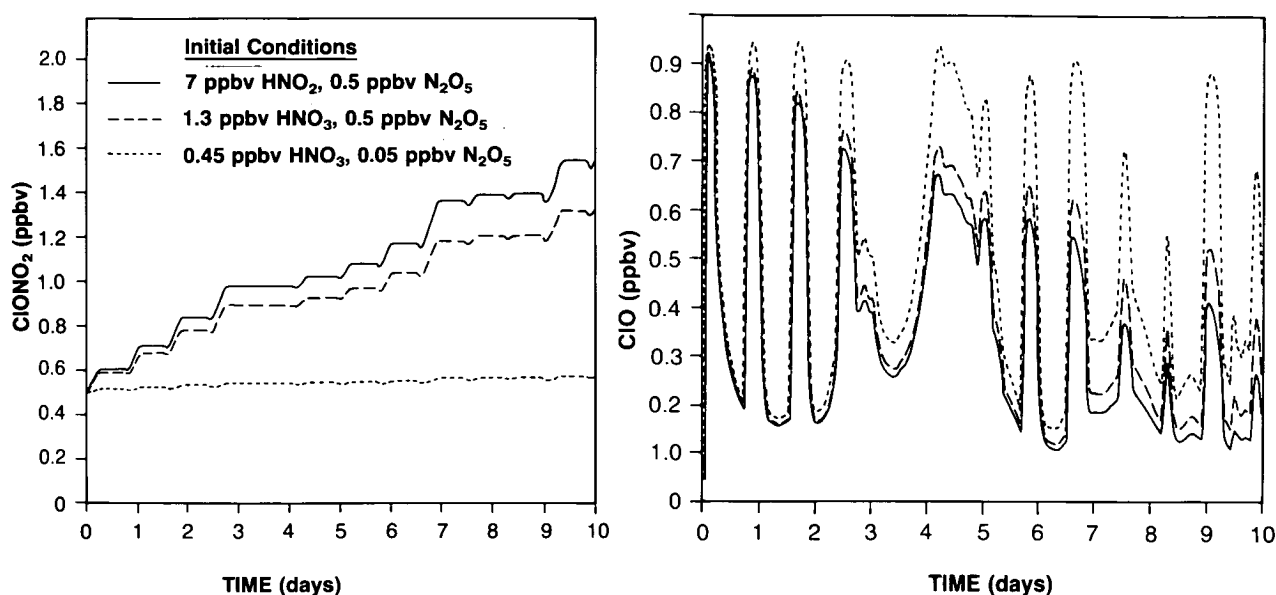 Initial Conditions
7 ppbv HNO₂, 0.5 ppbv N₂O₅
1.3 ppbv HNO₃, 0.5 ppbv N₂O₅
0.45 ppbv HNO₃, 0.05 ppbv N₂O₅
ClONO₂ (ppbv)
2.0
1.8
1.6
1.4
1.2
1.0
0.8
0.6
0.4
0.2
0
0 1 2 3 4 5 6 7 8 9 10
TIME (days)
ClO (ppbv)
0.9
0.8
0.7
0.6
0.5
0.4
0.3
0.2
1.0
0
0 1 2 3 4 5 6 7 8 9 10
TIME (days)